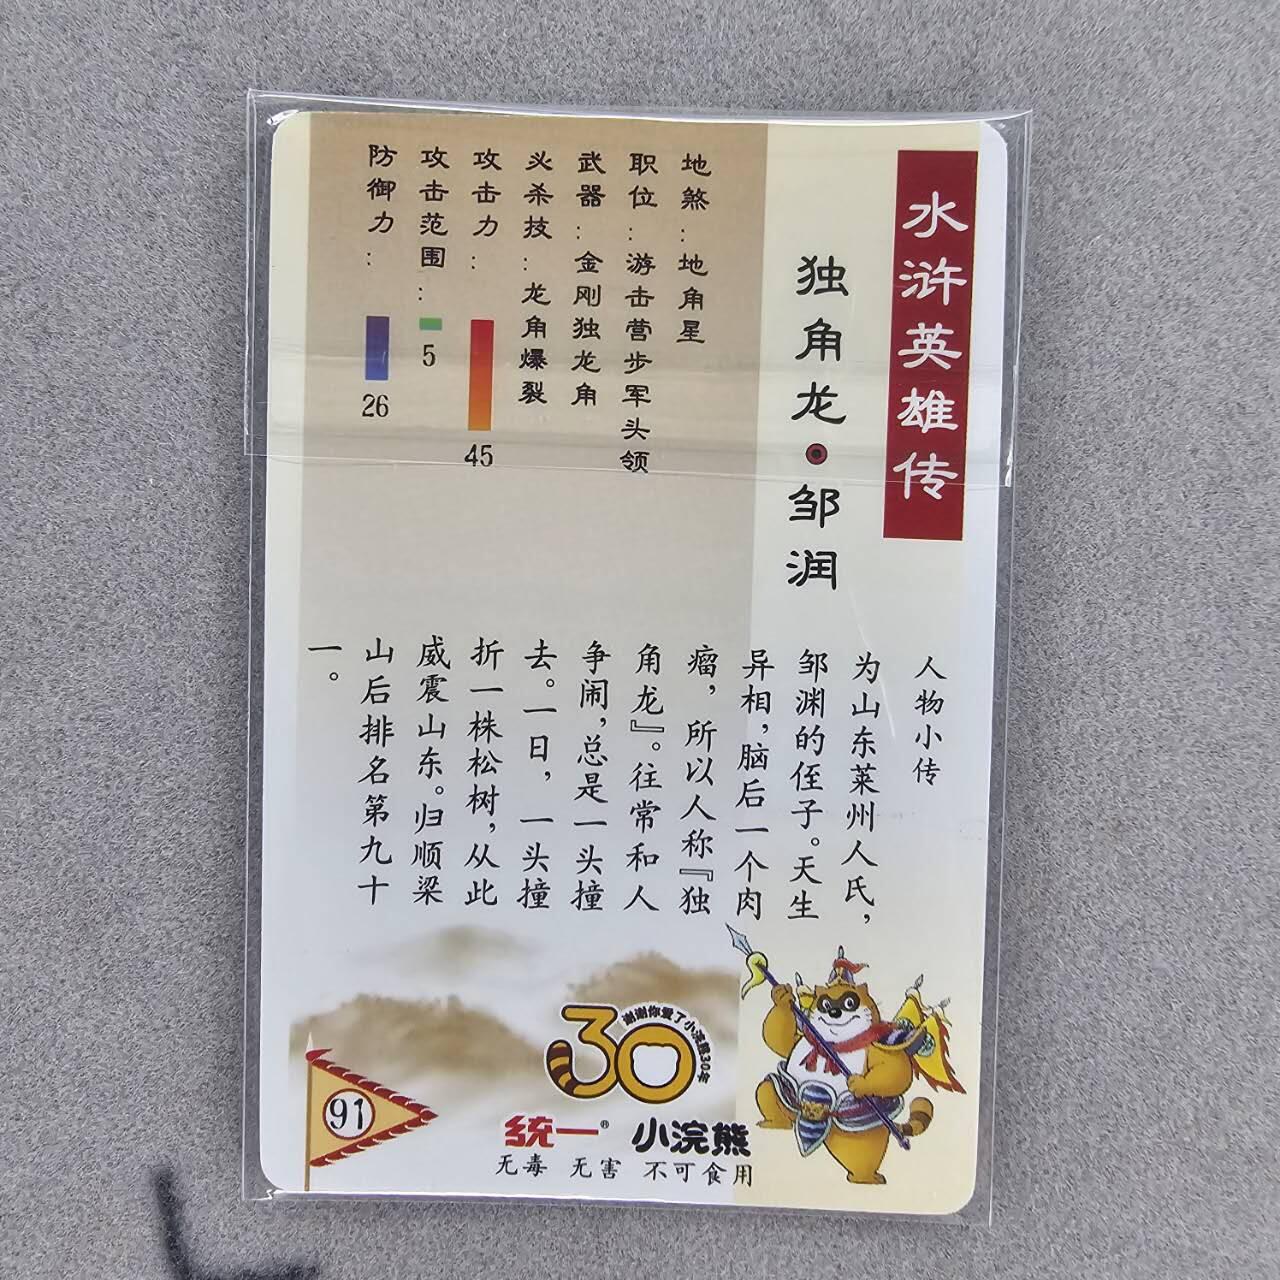 水浒英雄传
独角龙·邹润
地煞:地角星
职位:游击营步军头领
武器:金刚独龙角
必杀技:龙角爆裂
攻击力: 45
攻击范围: 5
防御力: 26
人物小传
为山东莱州人氏,
邹渊的侄子。天生
异相,脑后一个肉
瘤,所以人称『独
角龙』。往常和人
争闹,总是一头撞
去。一日,一头撞
折一株松树,从此
威震山东。归顺梁
山后排名第九十
一。
谢谢你爱了小浣熊30年
30
统一® 小浣熊
无毒 无害 不可食用
91